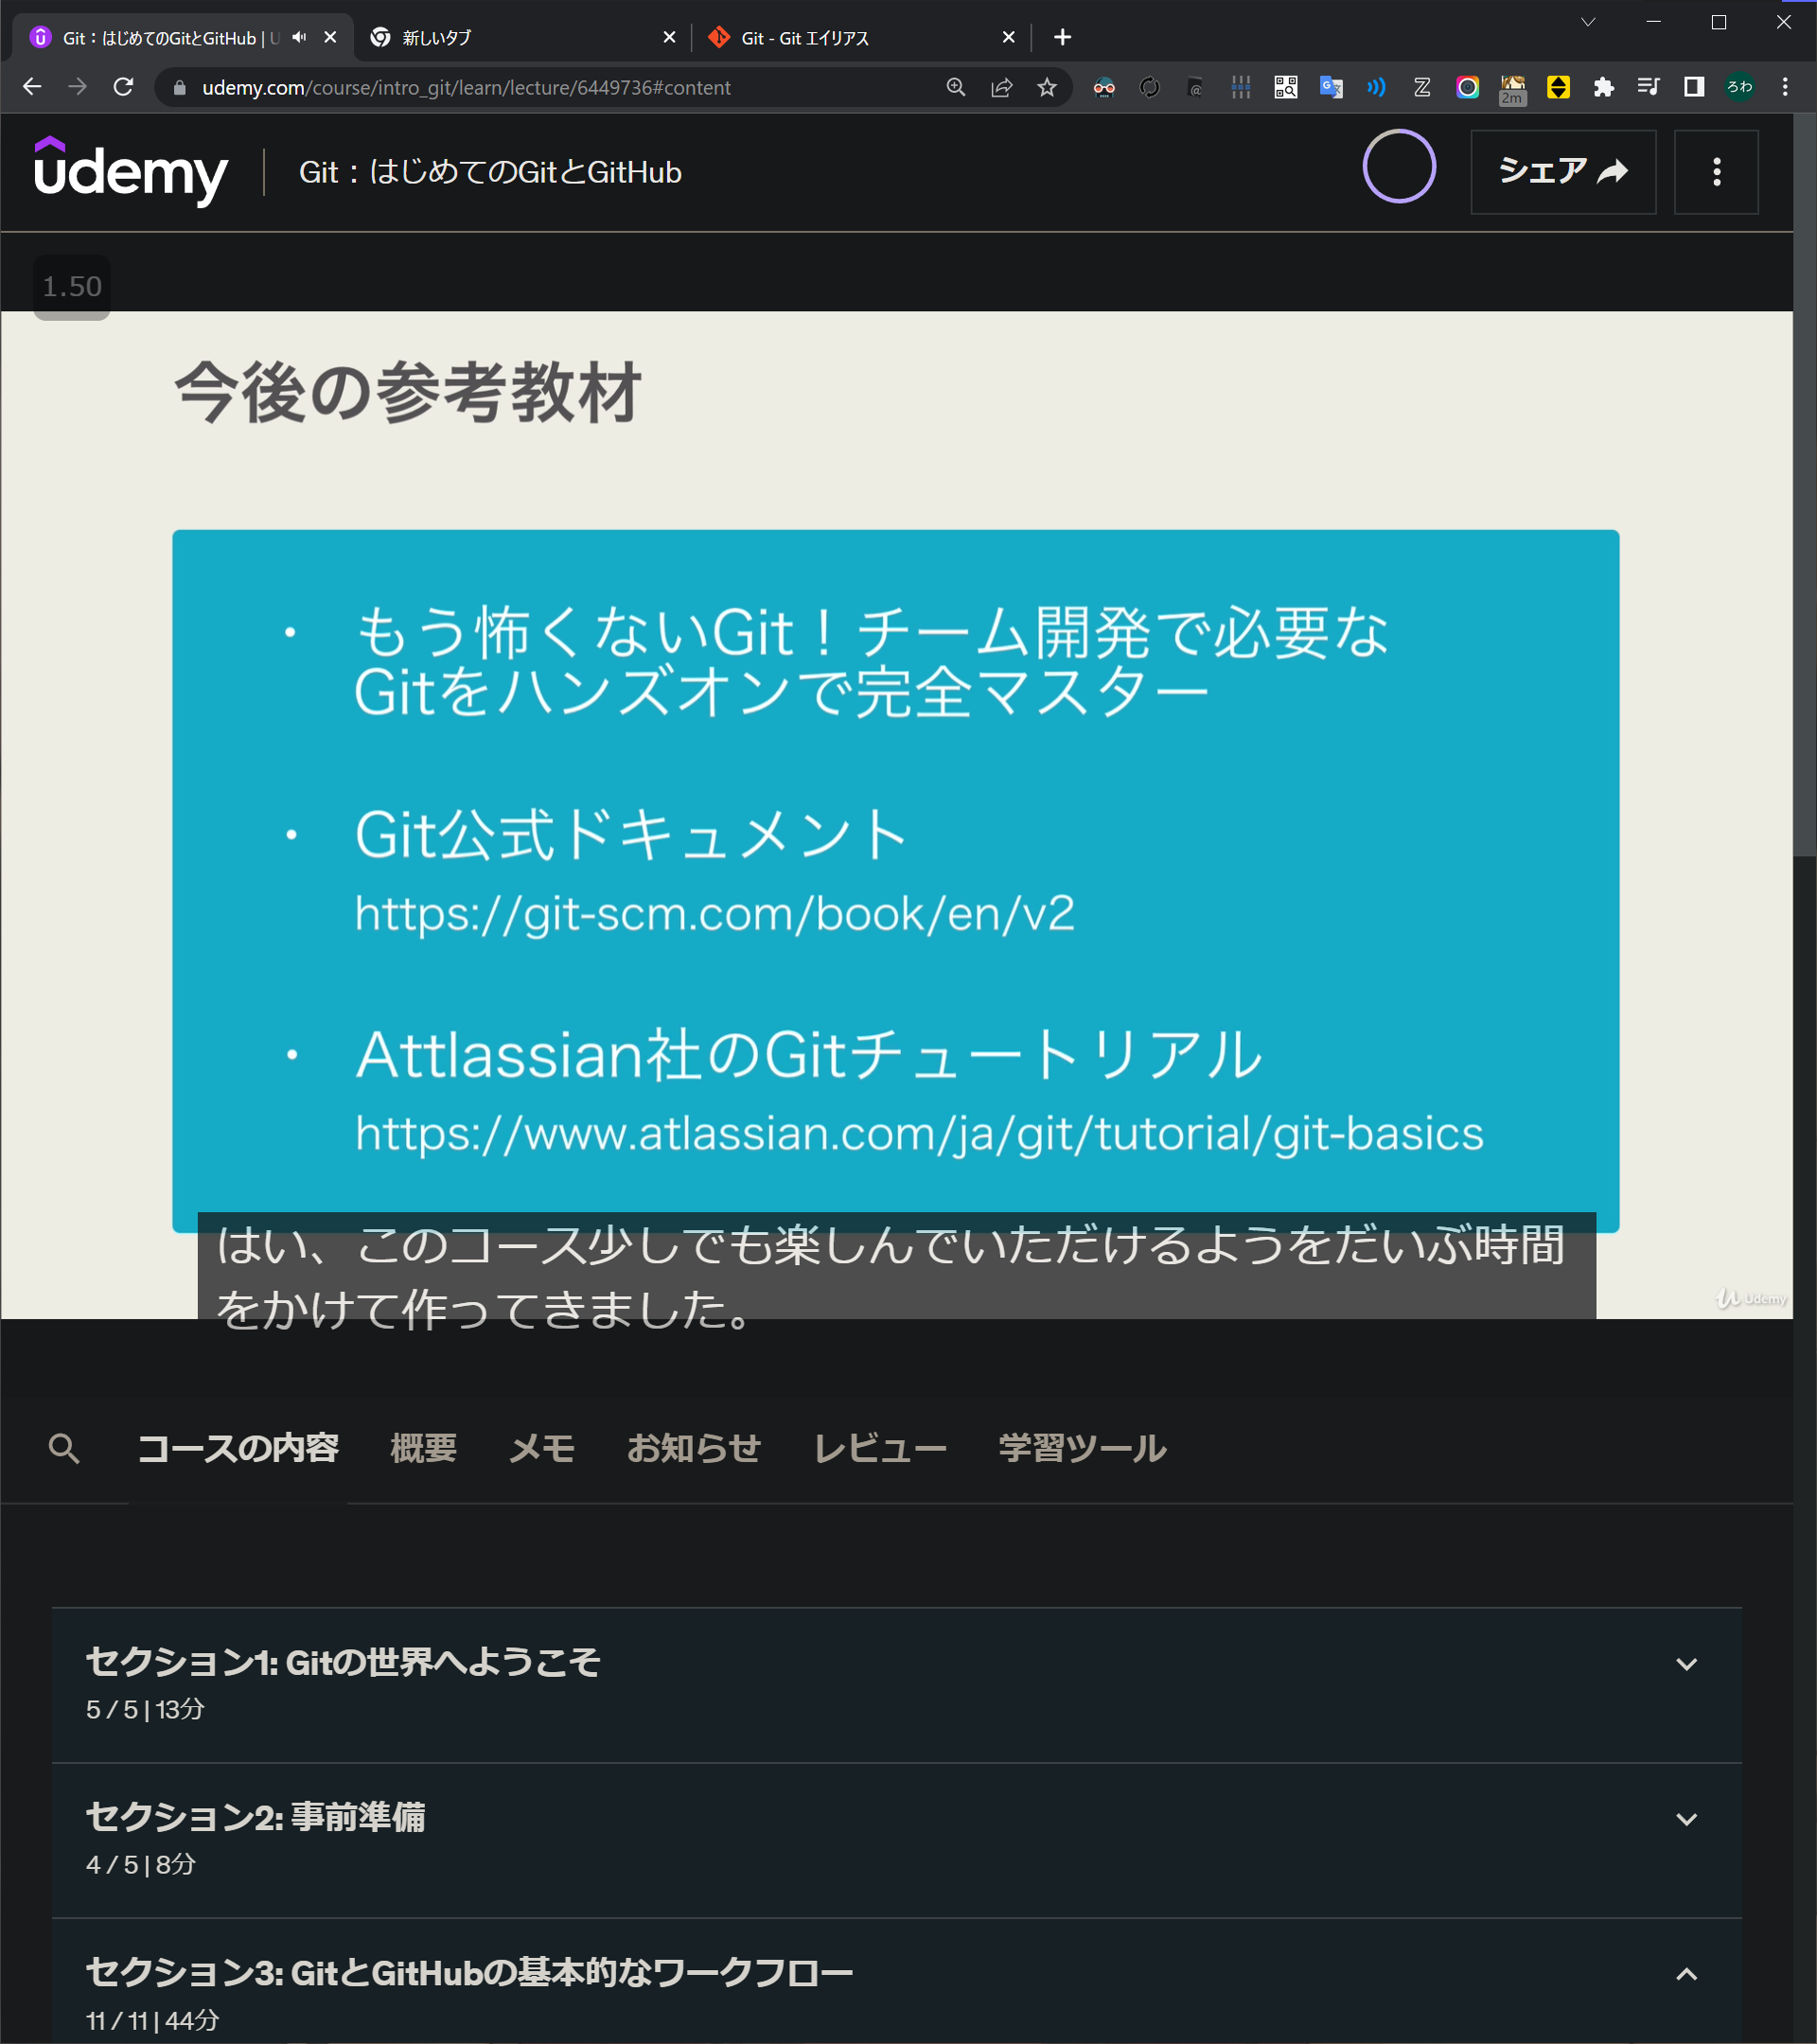 Git：はじめてのGitとGitHub | U
新しいタブ
Git - Git エイリアス
udemy.com/course/intro_git/learn/lecture/6449736#content
2m
ろわ
udemy
Git：はじめてのGitとGitHub
シェア
1.50
今後の参考教材
・ もう怖くないGit！チーム開発で必要な
Gitをハンズオンで完全マスター
・ Git公式ドキュメント
https://git-scm.com/book/en/v2
・ Attlassian社のGitチュートリアル
https://www.atlassian.com/ja/git/tutorial/git-basics
はい、このコース少しでも楽しんでいただけるようをだいぶ時間
をかけて作ってきました。
Udemy
コースの内容 概要 メモ お知らせ レビュー 学習ツール
セクション1: Gitの世界へようこそ
5 / 5 | 13分
セクション2: 事前準備
4 / 5 | 8分
セクション3: GitとGitHubの基本的なワークフロー
11 / 11 | 44分